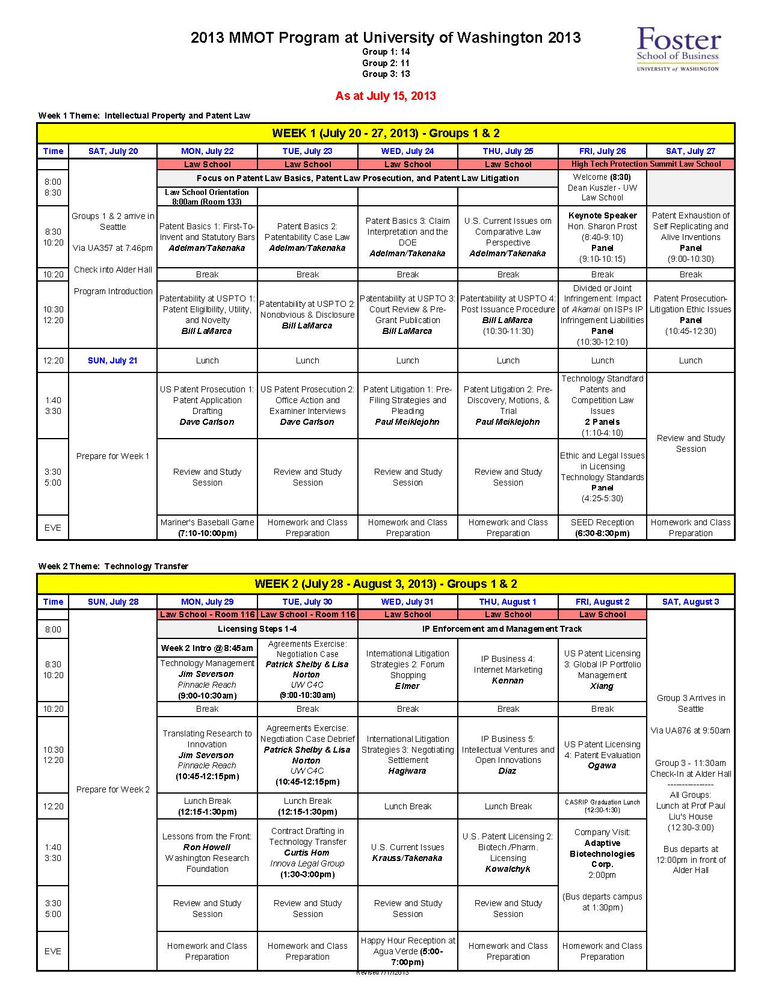 2013 MMOT Program at University of Washington 2013
Group 1: 14
Group 2: 11
Group 3: 13
Foster
School of Business
UNIVERSITY of WASHINGTON
As at July 15, 2013
Week 1 Theme:  Intellectual Property and Patent Law
WEEK 1 (July 20 - 27, 2013) - Groups 1 & 2
Time SAT, July 20 MON, July 22 TUE, July 23 WED, July 24 THU, July 25 FRI, July 26 SAT, July 27
Law School Law School Law School Law School High Tech Protection Summit Law School
8:00
8:30
Groups 1 & 2 arrive in
Seattle
Via UA357 at 7:46pm
Check into Alder Hall
Program Introduction
Focus on Patent Law Basics, Patent Law Prosecution, and Patent Law Litigation
Law School Orientation
8:00am (Room 133)
Welcome (8:30)
Dean Kuszler - UW
Law School
8:30
10:20
Patent Basics 1: First-To-
Invent and Statutory Bars
Adelman/Takenaka
Patent Basics 2:
Patentability Case Law
Adelman/Takenaka
Patent Basics 3: Claim
Interpretation and the
DOE
Adelman/Takenaka
U.S. Current Issues om
Comparative Law
Perspective
Adelman/Takenaka
Keynote Speaker
Hon. Sharon Prost
(8:40-9:10)
Panel
(9:10-10:15)
Patent Exhaustion of
Self Replicating and
Alive Inventions
Panel
(9:00-10:30)
10:20 Break Break Break Break Break Break
10:30
12:20
Patentability at USPTO 1:
Patent Eligilbility, Utility,
and Novelty
Bill LaMarca
Patentability at USPTO 2:
Nonobvious & Disclosure
Bill LaMarca
Patentability at USPTO 3:
Court Review & Pre-
Grant Publication
Bill LaMarca
Patentability at USPTO 4:
Post Issuance Procedure
Bill LaMarca
(10:30-11:30)
Divided or Joint
Infringement: Impact
of Akamai on ISPs IP
Infringement Liabilities
Panel
(10:30-12:10)
Patent Prosecution-
Litigation Ethic Issues
Panel
(10:45-12:30)
12:20 SUN, July 21 Lunch Lunch Lunch Lunch Lunch Lunch
1:40
3:30
Prepare for Week 1
US Patent Prosecution 1:
Patent Application
Drafting
Dave Carlson
US Patent Prosecution 2:
Office Action and
Examiner Interviews
Dave Carlson
Patent Litigation 1: Pre-
Filing Strategies and
Pleading
Paul Meiklejohn
Patent Litigation 2: Pre-
Discovery, Motions, &
Trial
Paul Meiklejohn
Technology Standfard
Patents and
Competition Law
Issues
2 Panels
(1:10-4:10)
Review and Study
Session
3:30
5:00
Review and Study
Session
Review and Study
Session
Review and Study
Session
Review and Study
Session
Ethic and Legal Issues
in Licensing
Technology Standards
Panel
(4:25-5:30)
EVE
Mariner's Baseball Game
(7:10-10:00pm)
Homework and Class
Preparation
Homework and Class
Preparation
Homework and Class
Preparation
SEED Reception
(6:30-8:30pm)
Homework and Class
Preparation
Week 2 Theme:  Technology Transfer
WEEK 2 (July 28 - August 3, 2013) - Groups 1 & 2
Time SUN, July 28 MON, July 29 TUE, July 30 WED, July 31 THU, August 1 FRI, August 2 SAT, August 3
Law School - Room 116 Law School - Room 116 Law School Law School Law School
8:00 Licensing Steps 1-4 IP Enforcement amd Management Track
8:30
10:20
Week 2 Intro @ 8:45am
Technology Management
Jim Severson
Pinnacle Reach
(9:00-10:30am)
Agreements Exercise:
Negotiation Case
Patrick Shelby & Lisa
Norton
UW C4C
(9:00-10:30am)
International Litigation
Strategies 2: Forum
Shopping
Elmer
IP Business 4:
Internet Marketing
Kennan
US Patent Licensing
3: Global IP Portfolio
Management
Xiang
10:20 Break Break Break Break Break
10:30
12:20
Prepare for Week 2
Translating Research to
Innovation
Jim Severson
Pinnacle Reach
(10:45-12:15pm)
Agreements Exercise:
Negotiation Case Debrief
Patrick Shelby & Lisa
Norton
UW C4C
(10:45-12:15pm)
International Litigation
Strategies 3: Negotiating
Settlement
Hagiwara
IP Business 5:
Intellectual Ventures and
Open Innovations
Diaz
US Patent Licensing
4: Patent Evaluation
Ogawa
Group 3 Arrives in
Seattle
Via UA876 at 9:50am
Group 3 - 11:30am
Check-In at Alder Hall
----------------
All Groups:
Lunch at Prof Paul
Liu's House
(12:30-3:00)
Bus departs at
12:00pm in front of
Alder Hall
12:20
Lunch Break
(12:15-1:30pm)
Lunch Break
(12:15-1:30pm)
Lunch Break
Lunch Break
CASRIP Graduation Lunch
(12:30-1:30)
1:40
3:30
Lessons from the Front:
Ron Howell
Washington Research
Foundation
Contract Drafting in
Technology Transfer
Curtis Hom
Innova Legal Group
(1:30-3:00pm)
U.S. Current Issues
Krauss/Takenaka
U.S. Patent Licensing 2:
Biotech./Pharm.
Licensing
Kowalchyk
Company Visit:
Adaptive
Biotechnologies
Corp.
2:00pm
(Bus departs campus
at 1:30pm)
3:30
5:00
Review and Study
Session
Review and Study
Session
Review and Study
Session
Review and Study
Session
EVE
Homework and Class
Preparation
Homework and Class
Preparation
Happy Hour Reception at
Agua Verde (5:00-
7:00pm)
Homework and Class
Preparation
Homework and Class
Preparation
Revised 7/17/2013